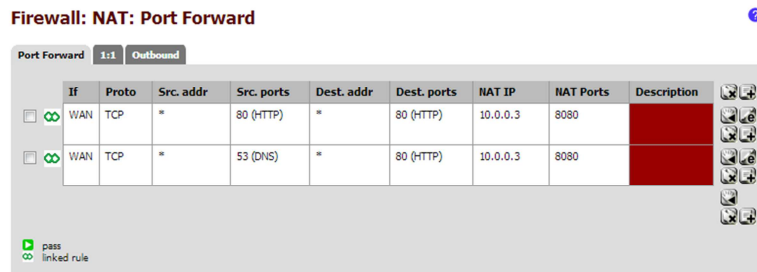 Firewall: NAT: Port Forward
?
Port Forward 1:1 Outbound
If Proto Src. addr Src. ports Dest. addr Dest. ports NAT IP NAT Ports Description
WAN TCP * 80 (HTTP) * 80 (HTTP) 10.0.0.3 8080
WAN TCP * 53 (DNS) * 80 (HTTP) 10.0.0.3 8080
pass
linked rule